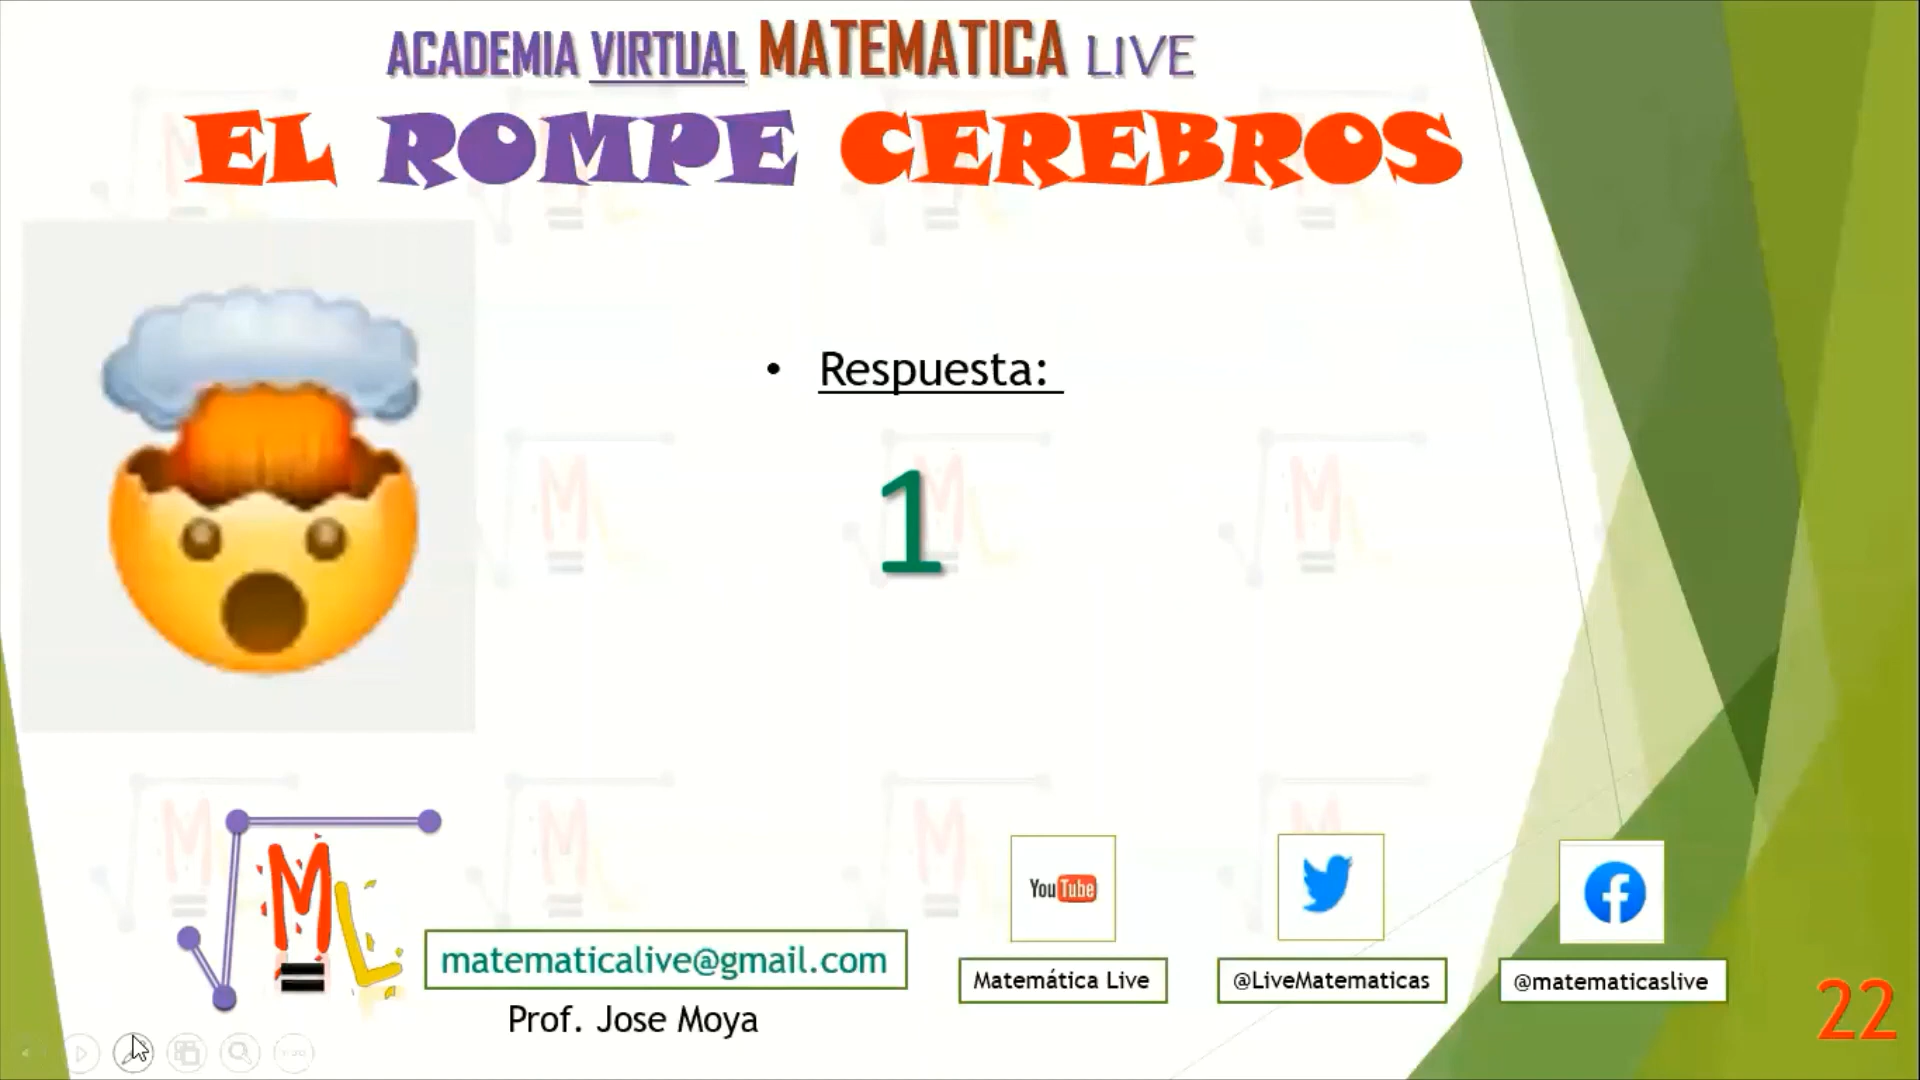 ACADEMIA VIRTUAL MATEMATICA LIVE
EL ROMPE CEREBROS
• Respuesta:
1
ML
YouTube
matematicalive@gmail.com
Matemática Live
@LiveMatematicas
@matematicaslive
Prof. Jose Moya
22